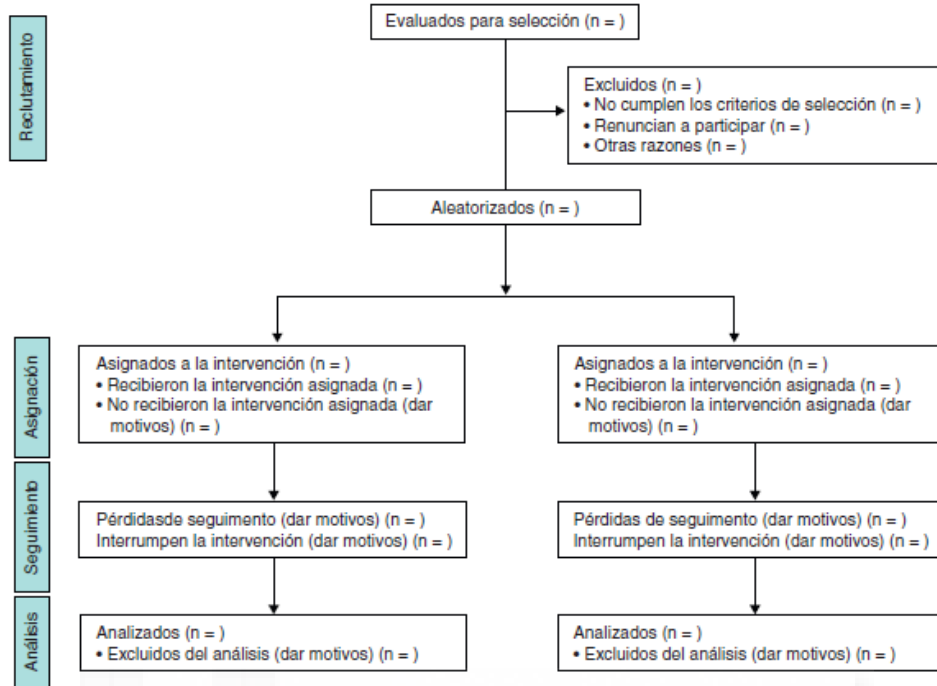 Reclutamiento
Evaluados para selección (n = )
Excluidos (n = )
• No cumplen los criterios de selección (n = )
• Renuncian a participar (n = )
• Otras razones (n = )
Aleatorizados (n = )
Asignación
Asignados a la intervención (n = )
• Recibieron la intervención asignada (n = )
• No recibieron la intervención asignada (dar
motivos) (n = )
Asignados a la intervención (n = )
• Recibieron la intervención asignada (n = )
• No recibieron la intervención asignada (dar
motivos) (n = )
Seguimiento
Pérdidasde seguimento (dar motivos) (n = )
Interrumpen la intervención (dar motivos) (n = )
Pérdidas de seguimento (dar motivos) (n = )
Interrumpen la intervención (dar motivos) (n = )
Análisis
Analizados (n = )
• Excluidos del análisis (dar motivos) (n = )
Analizados (n = )
• Excluidos del análisis (dar motivos) (n = )